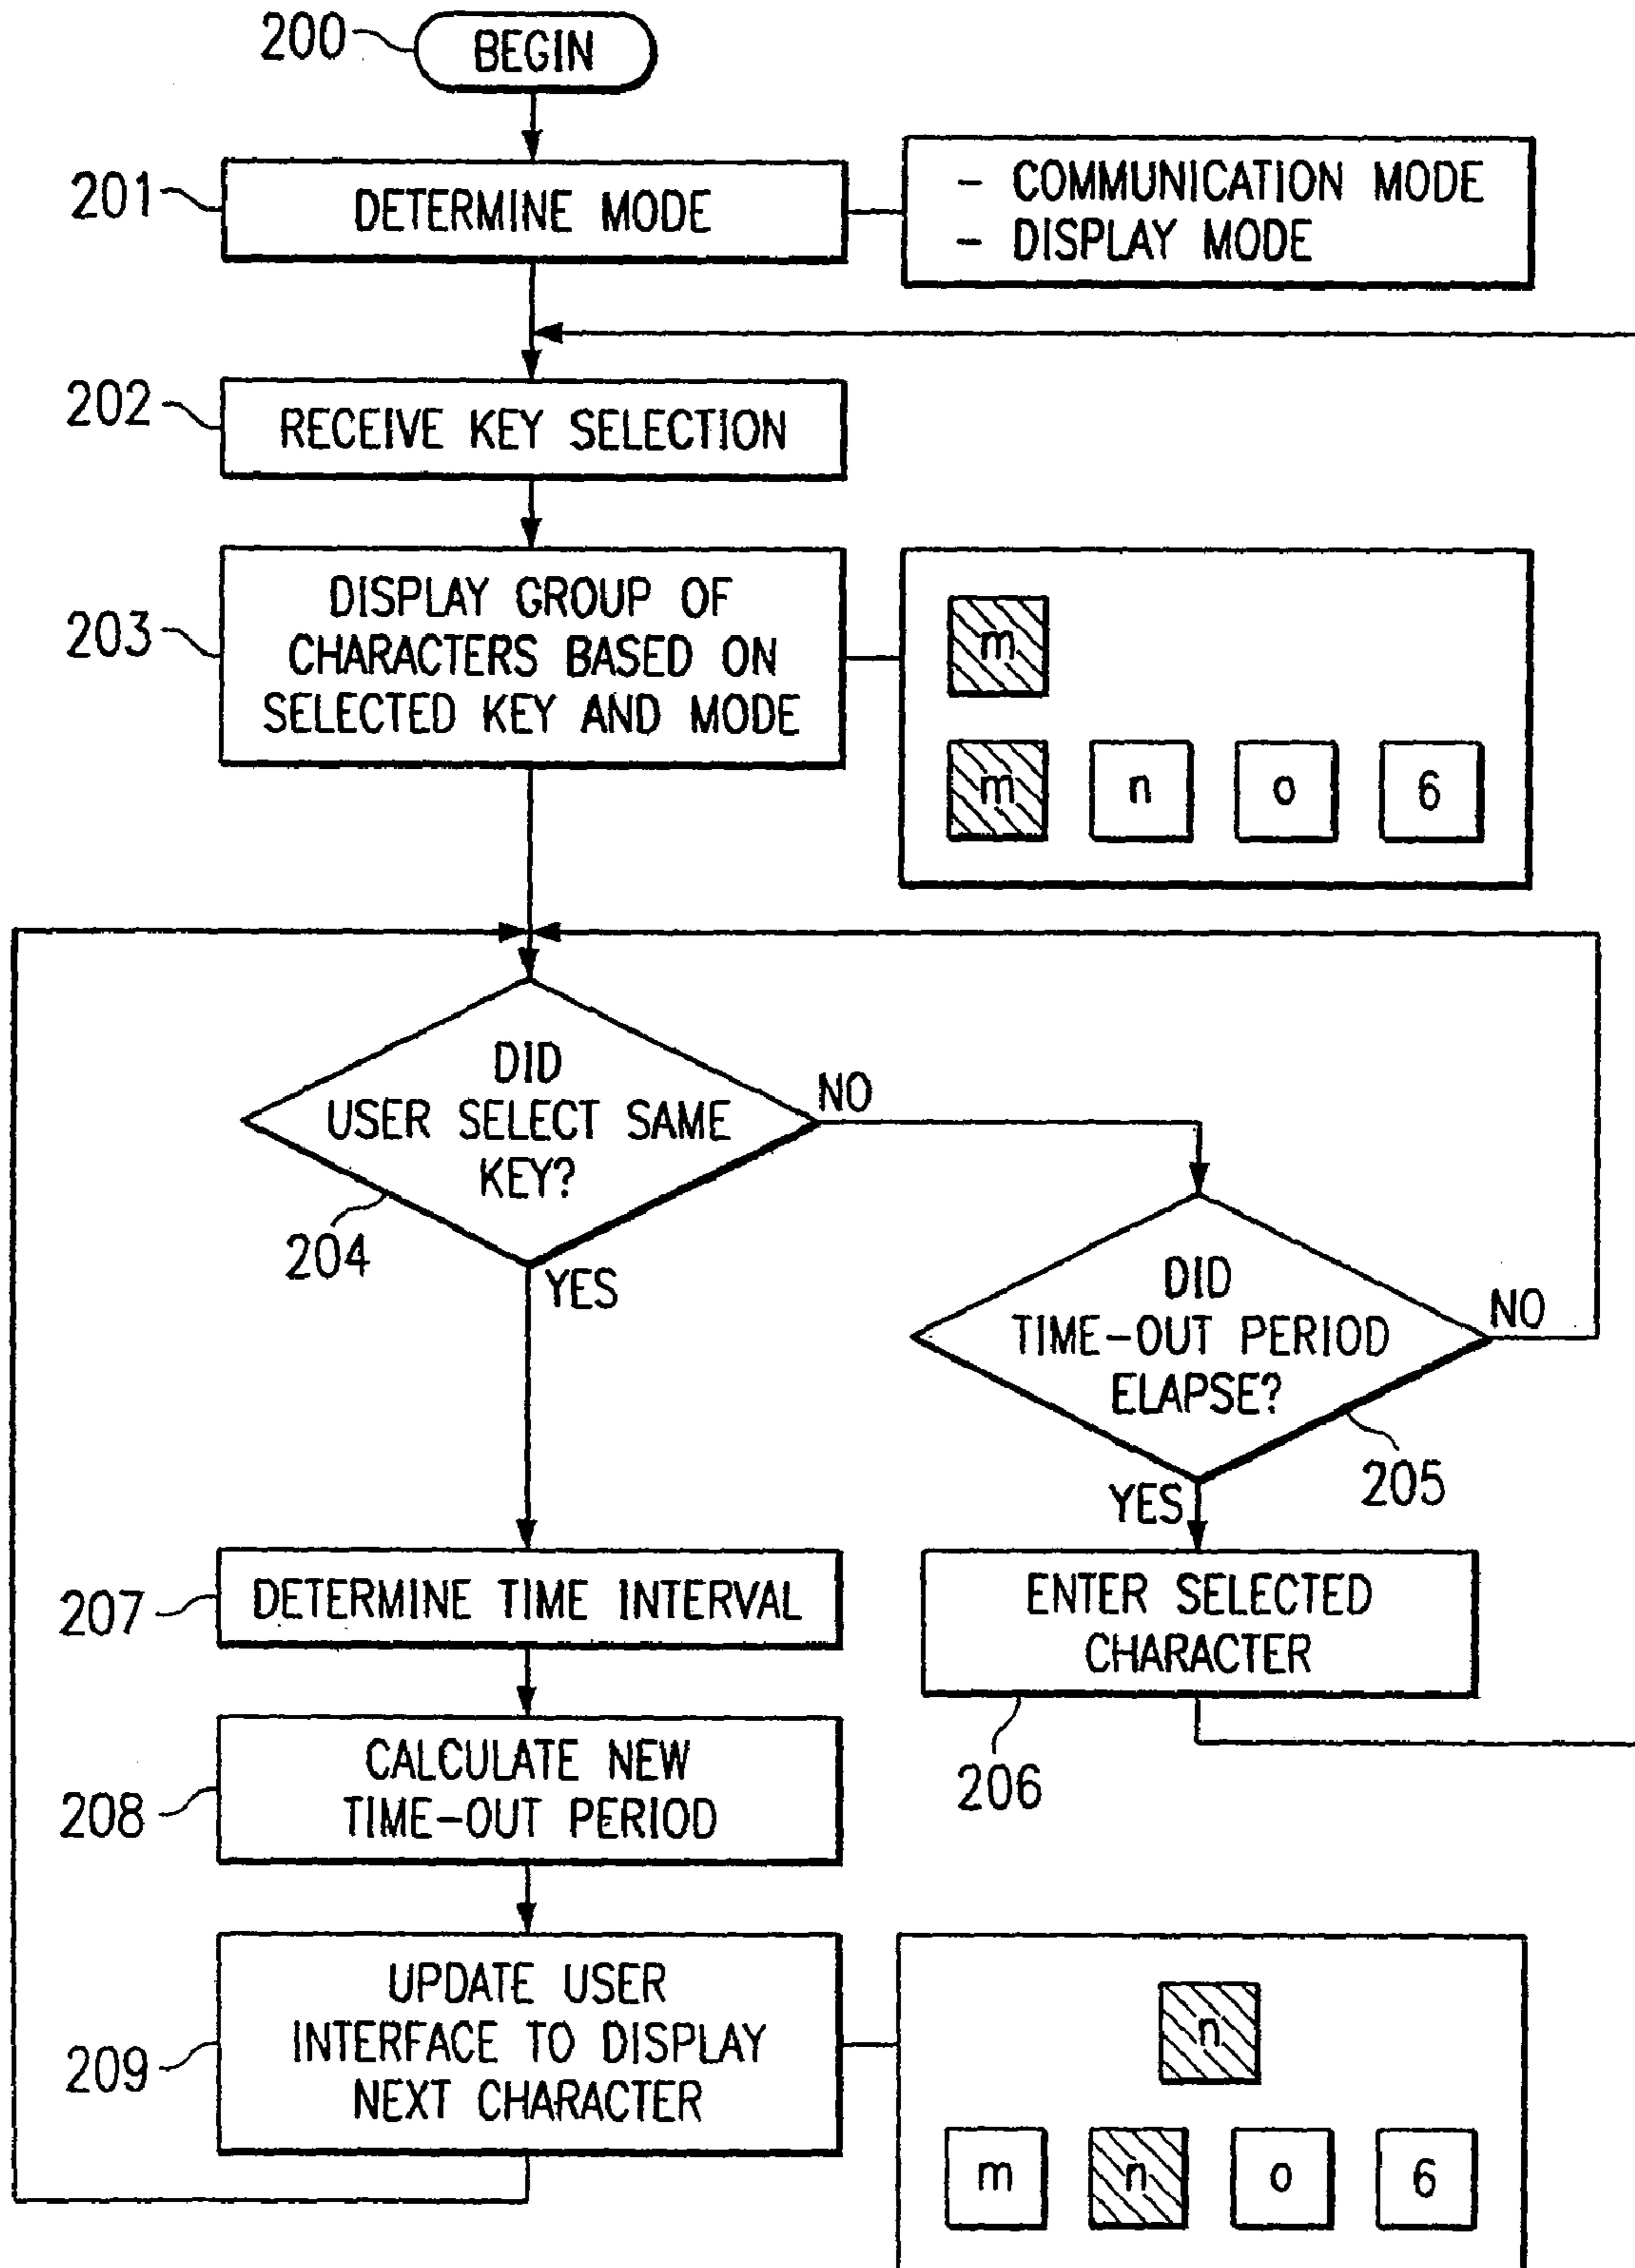 200
BEGIN
201
DETERMINE MODE
- COMMUNICATION MODE
- DISPLAY MODE
202
RECEIVE KEY SELECTION
203
DISPLAY GROUP OF
CHARACTERS BASED ON
SELECTED KEY AND MODE
m
m n o 6
DID
USER SELECT SAME
KEY?
NO
204
YES
DID
TIME-OUT PERIOD
ELAPSE?
NO
205
YES
207
DETERMINE TIME INTERVAL
ENTER SELECTED
CHARACTER
206
208
CALCULATE NEW
TIME-OUT PERIOD
209
UPDATE USER
INTERFACE TO DISPLAY
NEXT CHARACTER
n
m n o 6